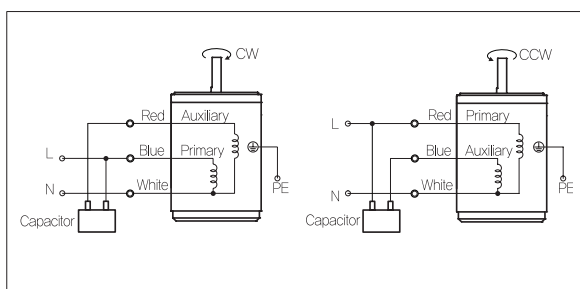 CW
Red Auxiliary
L
Blue Primary
N
White
PE
Capacitor
CCW
Red Primary
L
Blue Auxiliary
N
White
PE
Capacitor